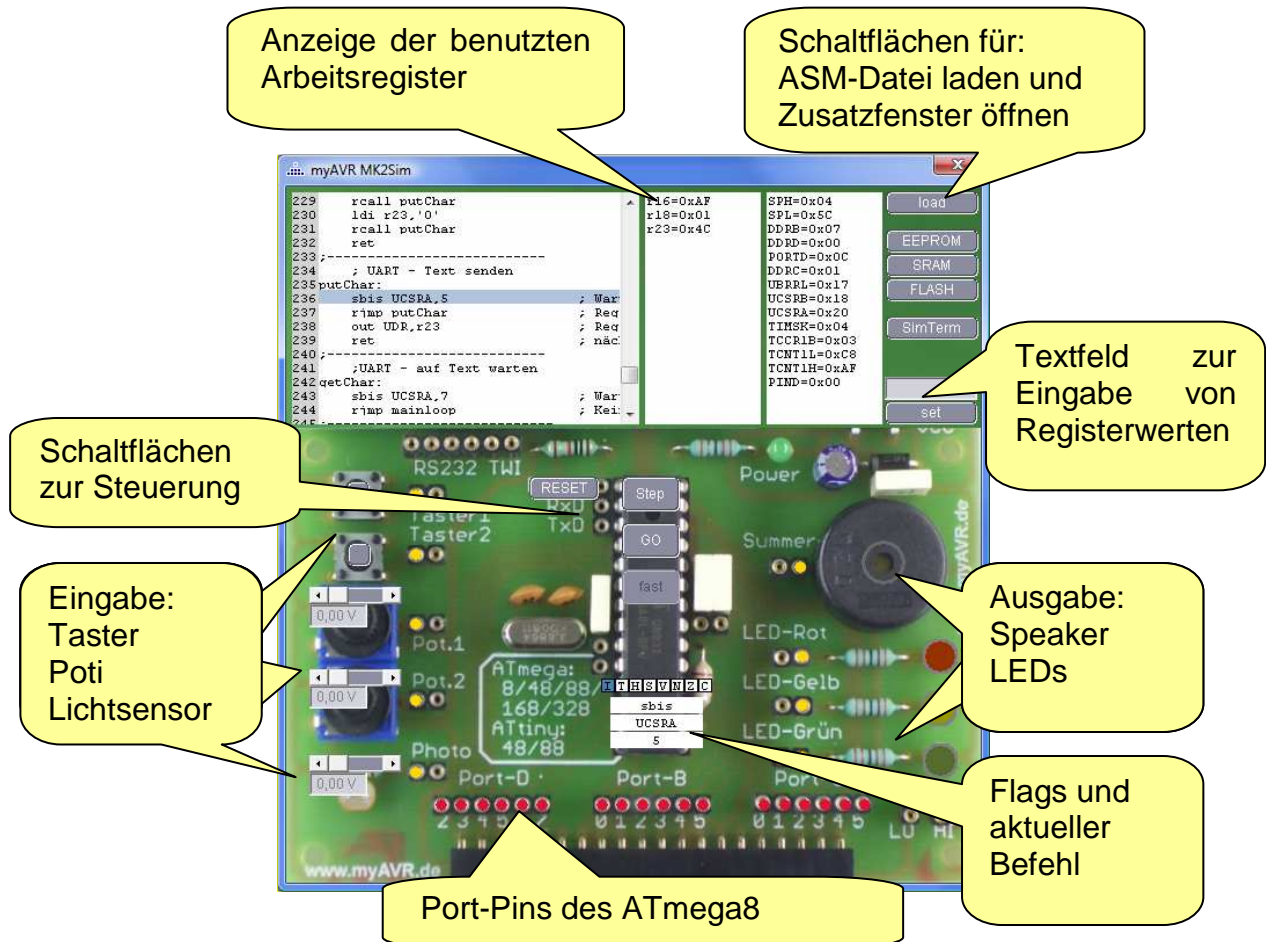 Anzeige der benutzten
Arbeitsregister
Schaltflächen für:
ASM-Datei laden und
Zusatzfenster öffnen
myAVR MK2Sim
229 rcall putChar
230 ldi r23,'0'
231 rcall putChar
232 ret
233 ;---------------------------
234 ; UART - Text senden
235 putChar:
236 sbis UCSRA,5 ; War
237 rjmp putChar ; Reg
238 out UDR,r23 ; Reg
239 ret ; näc
240 ;---------------------------
241 ;UART - auf Text warten
242 getChar:
243 sbis UCSRA,7 ; War
244 rjmp mainloop ; Kei
r16=0xAF
r18=0x01
r23=0x4C
SPH=0x04
SPL=0x5C
DDRB=0x07
DDRD=0x00
PORTD=0x0C
DDRC=0x01
UBRRL=0x17
UCSRB=0x18
UCSRA=0x20
TIMSK=0x04
TCCR1B=0x03
TCNT1L=0xC8
TCNT1H=0xAF
PIND=0x00
load
EEPROM
SRAM
FLASH
SimTerm
set
Textfeld zur
Eingabe von
Registerwerten
Schaltflächen
zur Steuerung
RS232 TWI
RESET
RxD
TxD
Step
GO
fast
Power
Taster1
Taster2
Summer
Eingabe:
Taster
Poti
Lichtsensor
0,00 V
Pot.1
0,00 V
Pot.2
0,00 V
Photo
ATmega:
8/48/88/
168/328
ATtiny:
48/88
I T H S V N Z C
sbis
UCSRA
5
LED-Rot
LED-Gelb
LED-Grün
Ausgabe:
Speaker
LEDs
Flags und
aktueller
Befehl
Port-D
Port-B
2 3 4 5
0 1 2 3 4 5
0 1 2 3 4 5
www.myAVR.de
Port-Pins des ATmega8